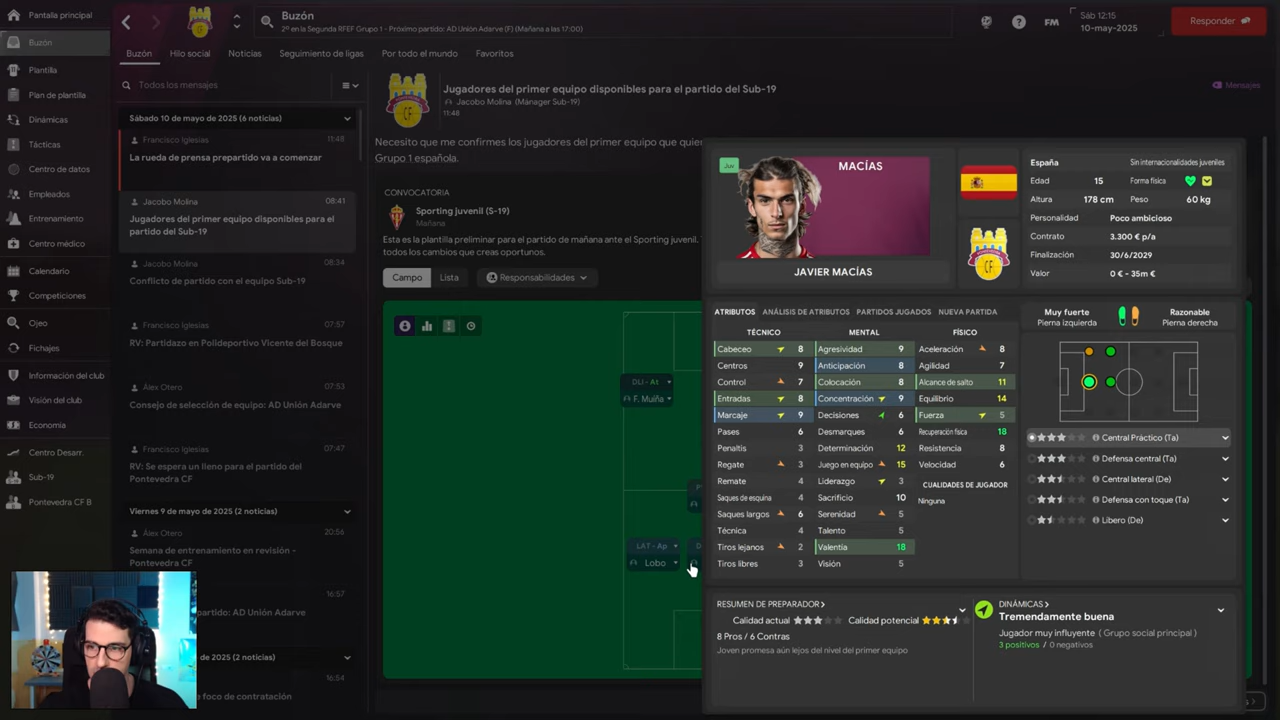 Pantalla principal
Buzón
2º en la Segunda RFEF Grupo 1 - Próximo partido: AD Unión Adarve (F) (Mañana a las 17:00)
FM
Sáb 12:15
10-may-2025
Responder
Buzón
Plantilla
Plan de plantilla
Dinámicas
Tácticas
Centro de datos
Empleados
Entrenamiento
Centro médico
Calendario
Competiciones
Ojeo
Fichajes
Información del club
Visión del club
Economía
Centro Desarr.
Sub-19
Pontevedra CF B
Buzón
Hilo social
Noticias
Seguimiento de ligas
Por todo el mundo
Favoritos
Todos los mensajes
Sábado 10 de mayo de 2025 (6 noticias)
Francisco Iglesias
11:48
La rueda de prensa prepartido va a comenzar
Jacobo Molina
08:41
Jugadores del primer equipo disponibles para el
partido del Sub-19
Jacobo Molina
08:34
Conflicto de partido con el equipo Sub-19
Francisco Iglesias
07:57
RV: Partidazo en Polideportivo Vicente del Bosque
Álex Otero
07:53
Consejo de selección de equipo: AD Unión Adarve
Francisco Iglesias
07:47
RV: Se espera un lleno para el partido del
Pontevedra CF
Viernes 9 de mayo de 2025 (2 noticias)
Álex Otero
20:56
Semana de entrenamiento en revisión -
Pontevedra CF
16:57
partido: AD Unión Adarve
de 2025 (2 noticias)
16:54
e foco de contratación
Jugadores del primer equipo disponibles para el partido del Sub-19
Jacobo Molina (Mánager Sub-19)
11:48
Mensajes
Necesito que me confirmes los jugadores del primer equipo que
Grupo 1 española.
CONVOCATORIA
Sporting juvenil (S-19)
Mañana
Esta es la plantilla preliminar para el partido de mañana ante el Sporting juvenil.
todos los cambios que creas oportunos.
Campo
Lista
Responsabilidades
DLI - At
F. Muíña
LAT - Ap
Lobo
Juv
MACÍAS
JAVIER MACÍAS
España
Sin internacionalidades juveniles
Edad 15
Forma física
Altura 178 cm
Peso 60 kg
Personalidad Poco ambicioso
Contrato 3.300 € p/a
Finalización 30/6/2029
Valor 0 € - 35m €
ATRIBUTOS
ANÁLISIS DE ATRIBUTOS
PARTIDOS JUGADOS
NUEVA PARTIDA
TÉCNICO
Cabeceo 8
Centros 9
Control 7
Entradas 8
Marcaje 9
Pases 6
Penaltis 3
Regate 3
Remate 4
Saques de esquina 4
Saques largos 6
Técnica 4
Tiros lejanos 2
Tiros libres 3
MENTAL
Agresividad 9
Anticipación 8
Colocación 8
Concentración 9
Decisiones 6
Desmarques 6
Determinación 12
Juego en equipo 15
Liderazgo 3
Sacrificio 10
Serenidad 5
Talento 5
Valentía 18
Visión 5
FÍSICO
Aceleración 8
Agilidad 7
Alcance de salto 11
Equilibrio 14
Fuerza 5
Recuperación física 18
Resistencia 8
Velocidad 6
CUALIDADES DE JUGADOR
Ninguna
Muy fuerte
Pierna izquierda
Razonable
Pierna derecha
Central Práctico (Ta)
Defensa central (Ta)
Central lateral (De)
Defensa con toque (Ta)
Líbero (De)
RESUMEN DE PREPARADOR
Calidad actual
Calidad potencial
8 Pros / 6 Contras
Joven promesa aún lejos del nivel del primer equipo
DINÁMICAS
Tremendamente buena
Jugador muy influyente ( Grupo social principal )
3 positivos / 0 negativos